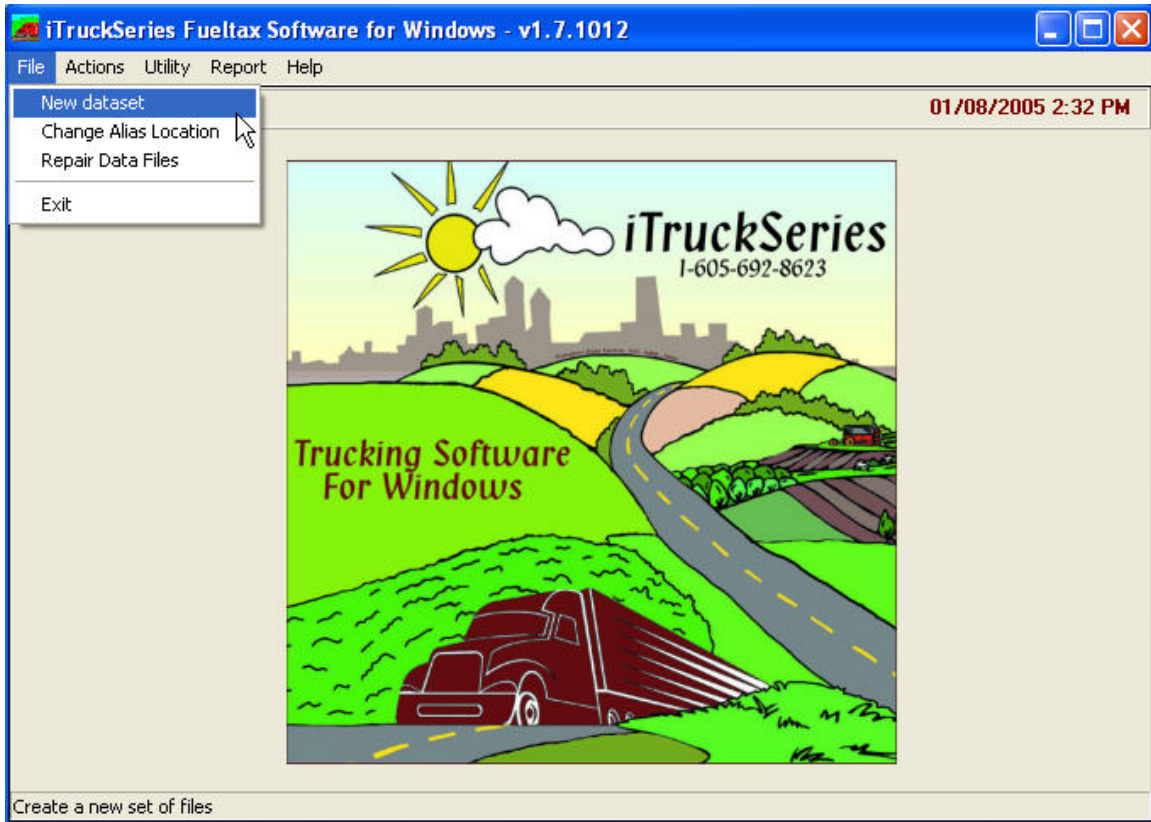 iTruckSeries Fueltax Software for Windows - v1.7.1012
File Actions Utility Report Help
New dataset
Change Alias Location
Repair Data Files
Exit
01/08/2005 2:32 PM
iTruckSeries
1-605-692-8623
Trucking Software
For Windows
Create a new set of files